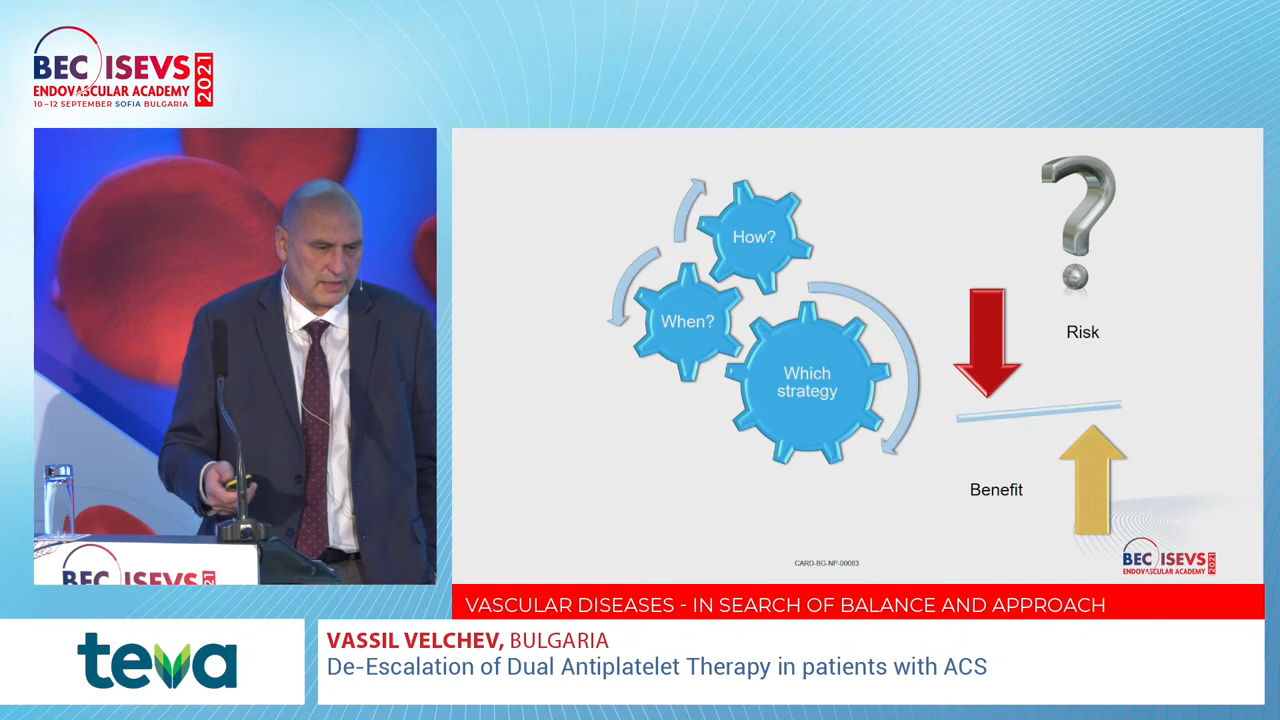 BEC ISEVS
ENDOVASCULAR ACADEMY
10–12 SEPTEMBER SOFIA BULGARIA
2021
How?
When?
Which
strategy
Risk
Benefit
CARD-BG-NP-00083
BEC ISEVS
ENDOVASCULAR ACADEMY
2021
BEC ISEVS
VASCULAR DISEASES - IN SEARCH OF BALANCE AND APPROACH
teva
VASSIL VELCHEV, BULGARIA
De-Escalation of Dual Antiplatelet Therapy in patients with ACS